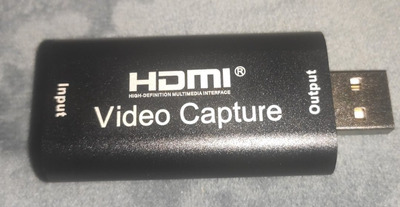 Input
HDMI®
HIGH-DEFINITION MULTIMEDIA INTERFACE
Video Capture
Output